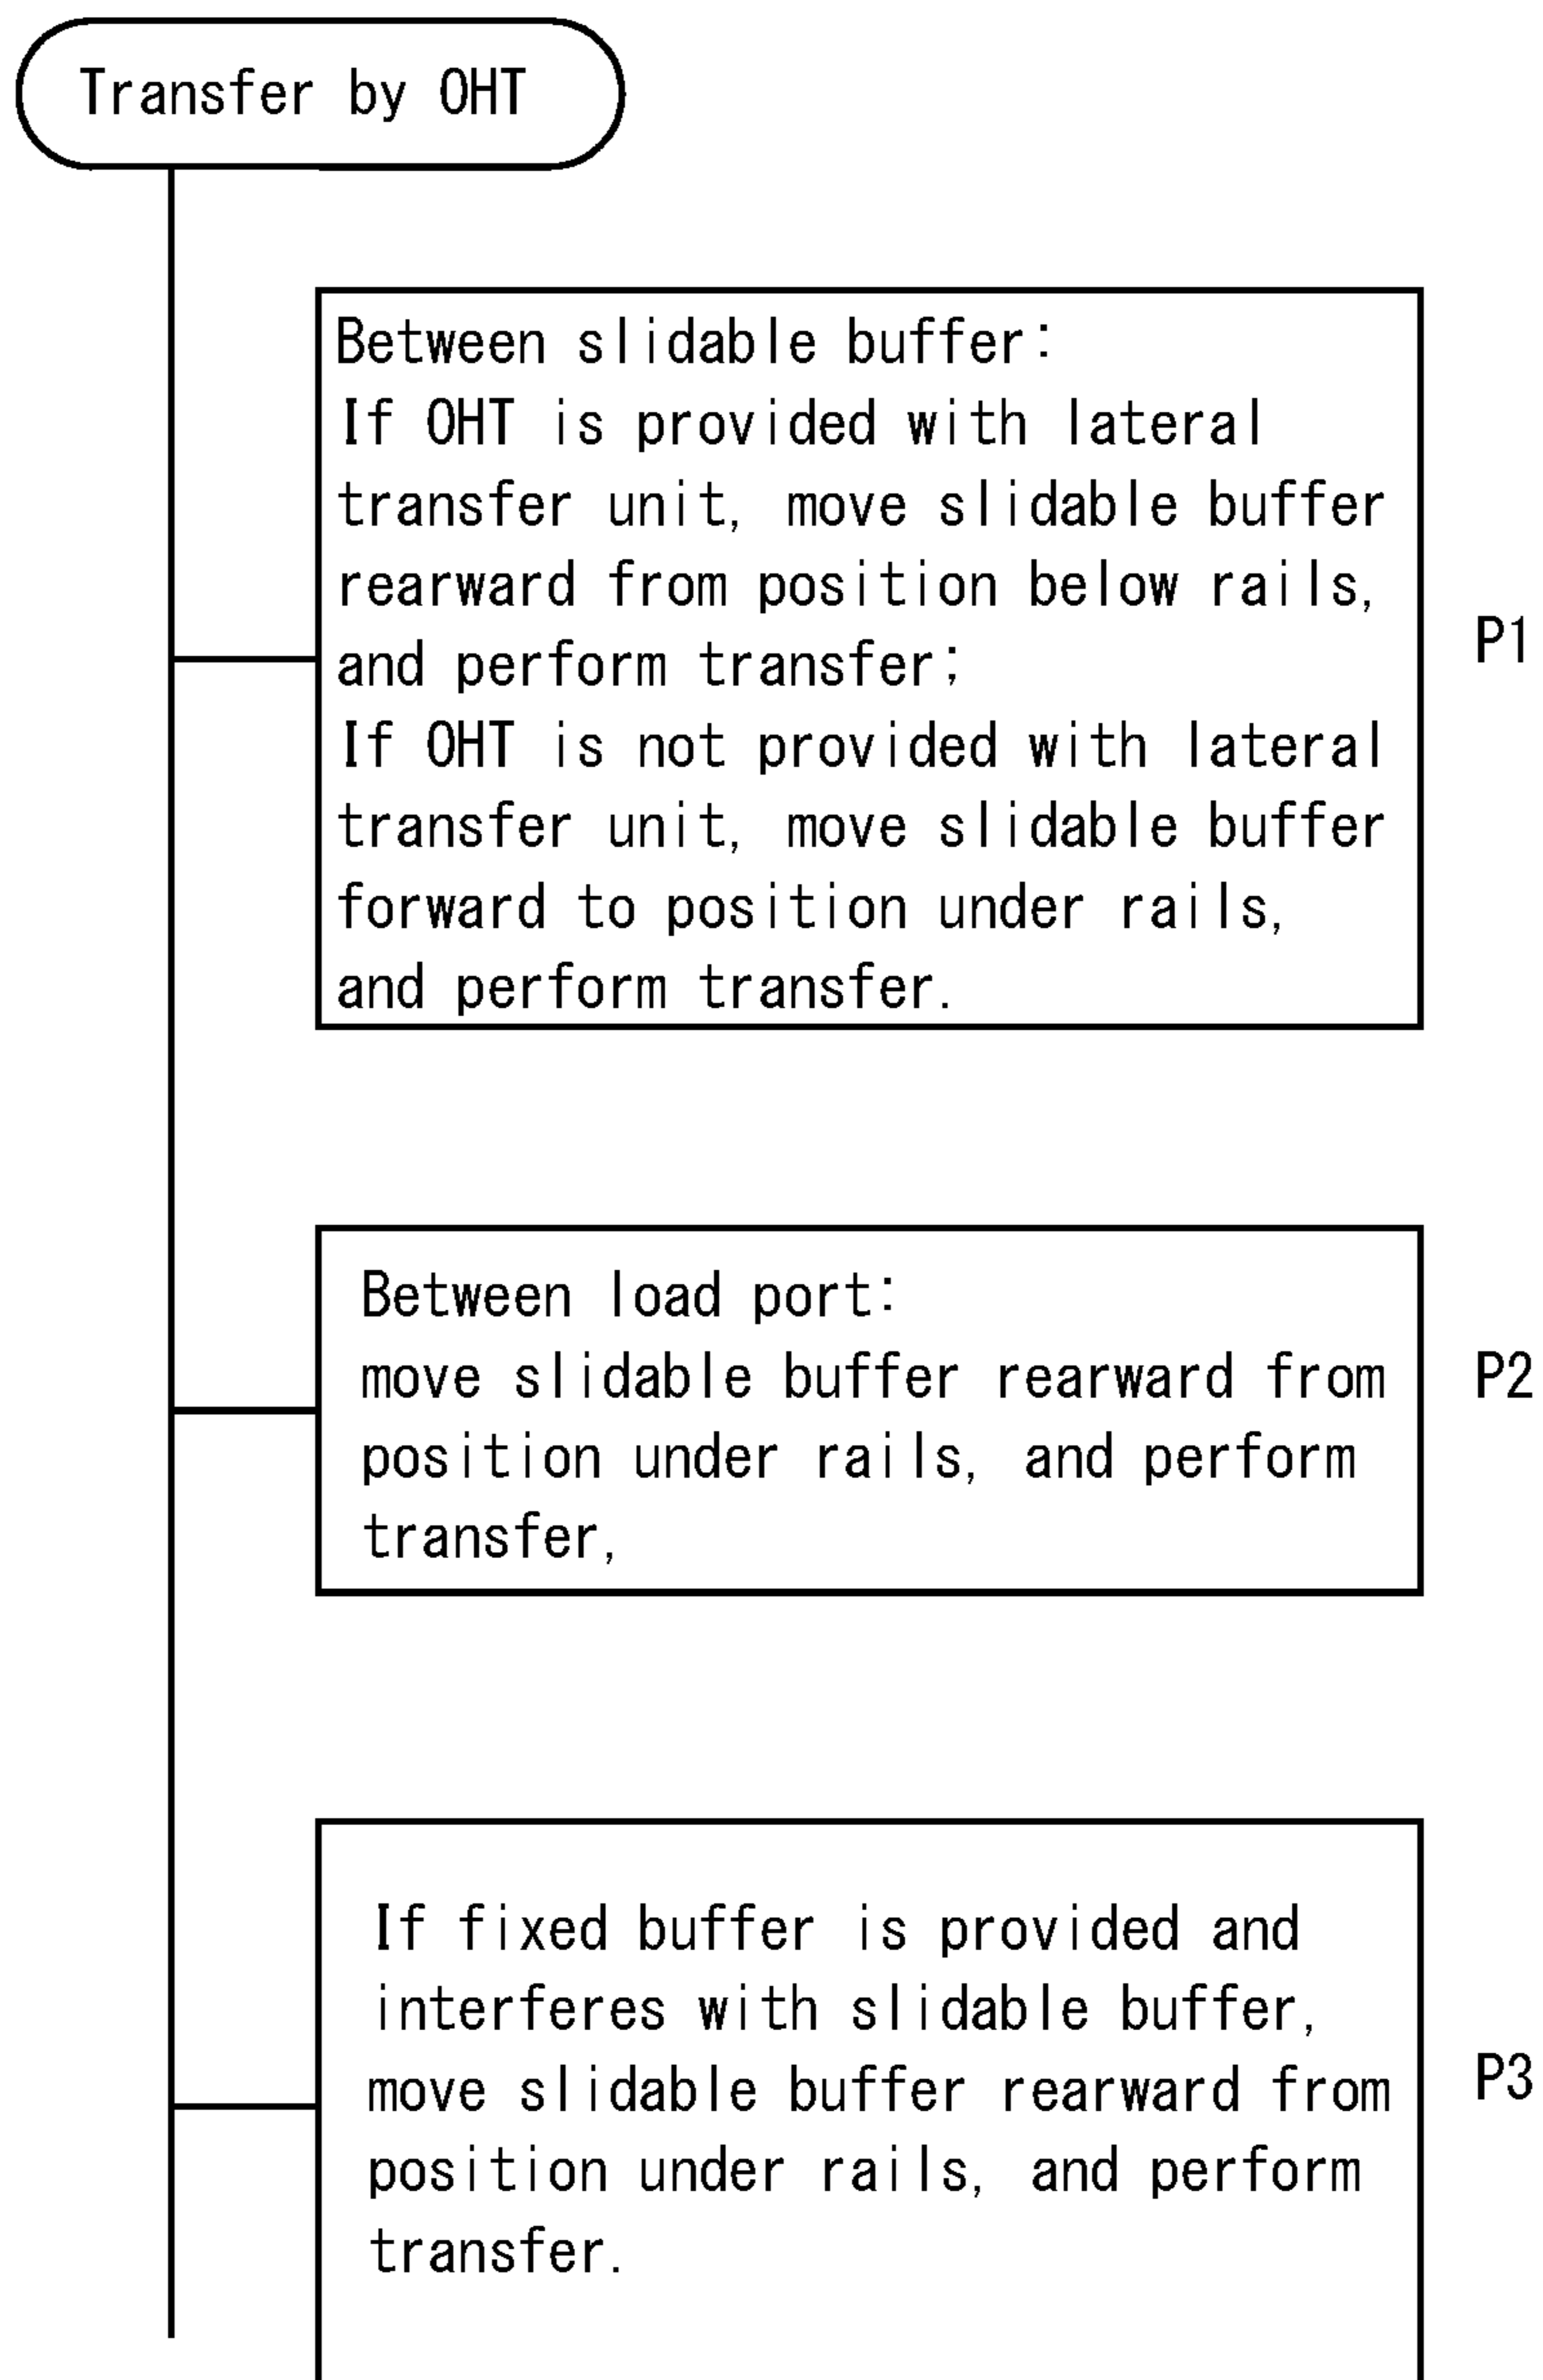 Transfer by OHT
Between slidable buffer:
If OHT is provided with lateral
transfer unit, move slidable buffer
rearward from position below rails,
and perform transfer;
If OHT is not provided with lateral
transfer unit, move slidable buffer
forward to position under rails,
and perform transfer.
P1
Between load port:
move slidable buffer rearward from
position under rails, and perform
transfer,
P2
If fixed buffer is provided and
interferes with slidable buffer,
move slidable buffer rearward from
position under rails, and perform
transfer.
P3